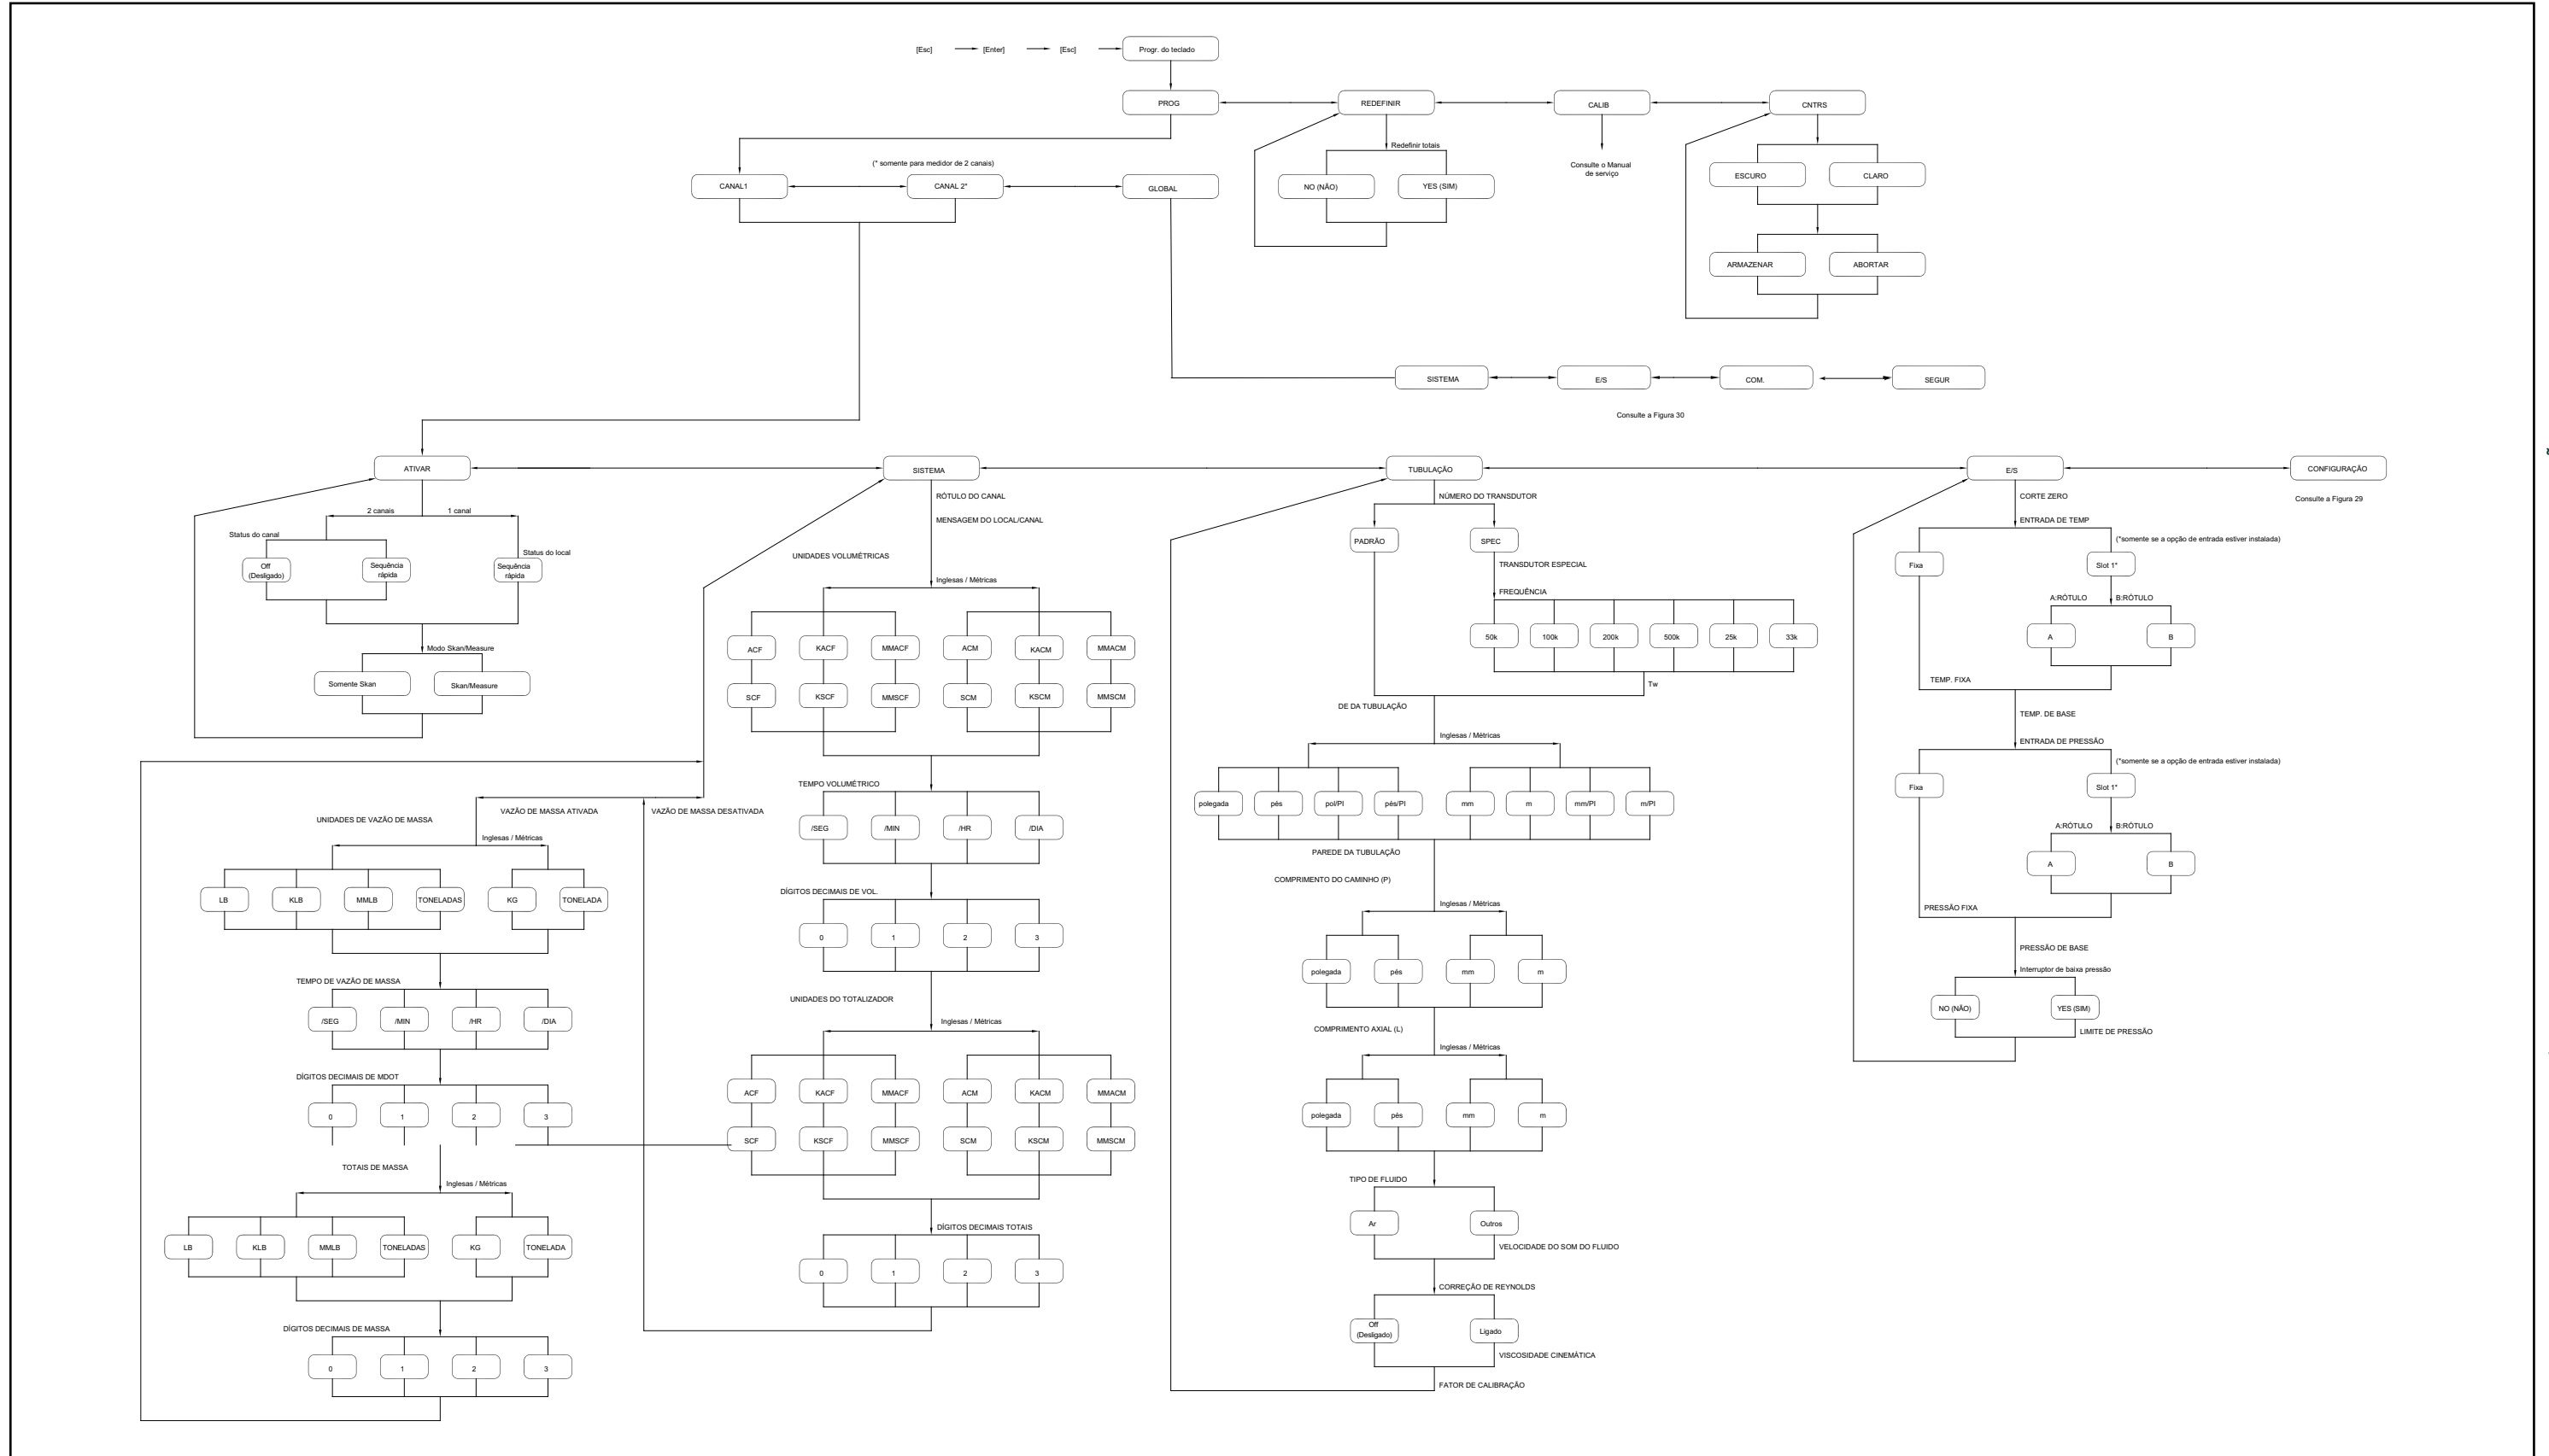 [Esc]
[Enter]
[Esc]
Progr. do teclado
PROG
REDEFINIR
CALIB
CNTRS
Redefinir totais
NO (NÃO)
YES (SIM)
Consulte o Manual
de serviço
ESCURO
CLARO
ARMAZENAR
ABORTAR
(* somente para medidor de 2 canais)
CANAL1
CANAL 2*
GLOBAL
SISTEMA
E/S
COM.
SEGUR
Consulte a Figura 30
ATIVAR
SISTEMA
TUBULAÇÃO
E/S
CONFIGURAÇÃO
Consulte a Figura 29
2 canais
1 canal
Status do canal
Status do local
Off
(Desligado)
Sequência
rápida
Sequência
rápida
Modo Skan/Measure
Somente Skan
Skan/Measure
RÓTULO DO CANAL
MENSAGEM DO LOCAL/CANAL
UNIDADES VOLUMÉTRICAS
Inglesas / Métricas
ACF
KACF
MMACF
ACM
KACM
MMACM
SCF
KSCF
MMSCF
SCM
KSCM
MMSCM
TEMPO VOLUMÉTRICO
/SEG
/MIN
/HR
/DIA
DÍGITOS DECIMAIS DE VOL.
0
1
2
3
UNIDADES DO TOTALIZADOR
Inglesas / Métricas
ACF
KACF
MMACF
ACM
KACM
MMACM
SCF
KSCF
MMSCF
SCM
KSCM
MMSCM
DÍGITOS DECIMAIS TOTAIS
0
1
2
3
VAZÃO DE MASSA ATIVADA
VAZÃO DE MASSA DESATIVADA
UNIDADES DE VAZÃO DE MASSA
Inglesas / Métricas
LB
KLB
MMLB
TONELADAS
KG
TONELADA
TEMPO DE VAZÃO DE MASSA
/SEG
/MIN
/HR
/DIA
DÍGITOS DECIMAIS DE MDOT
0
1
2
3
TOTAIS DE MASSA
Inglesas / Métricas
LB
KLB
MMLB
TONELADAS
KG
TONELADA
DÍGITOS DECIMAIS DE MASSA
0
1
2
3
NÚMERO DO TRANSDUTOR
PADRÃO
SPEC
TRANSDUTOR ESPECIAL
FREQUÊNCIA
50k
100k
200k
500k
25k
33k
Tw
DE DA TUBULAÇÃO
Inglesas / Métricas
polegada
pés
pol/PI
pés/PI
mm
m
mm/PI
m/PI
PAREDE DA TUBULAÇÃO
COMPRIMENTO DO CAMINHO (P)
Inglesas / Métricas
polegada
pés
mm
m
COMPRIMENTO AXIAL (L)
Inglesas / Métricas
polegada
pés
mm
m
TIPO DE FLUIDO
Ar
Outros
VELOCIDADE DO SOM DO FLUIDO
CORREÇÃO DE REYNOLDS
Off
(Desligado)
Ligado
VISCOSIDADE CINEMÁTICA
FATOR DE CALIBRAÇÃO
CORTE ZERO
ENTRADA DE TEMP
(*somente se a opção de entrada estiver instalada)
Fixa
Slot 1*
A:RÓTULO
B:RÓTULO
A
B
TEMP. FIXA
TEMP. DE BASE
ENTRADA DE PRESSÃO
(*somente se a opção de entrada estiver instalada)
Fixa
Slot 1*
A:RÓTULO
B:RÓTULO
A
B
PRESSÃO FIXA
PRESSÃO DE BASE
Interruptor de baixa pressão
NO (NÃO)
YES (SIM)
LIMITE DE PRESSÃO